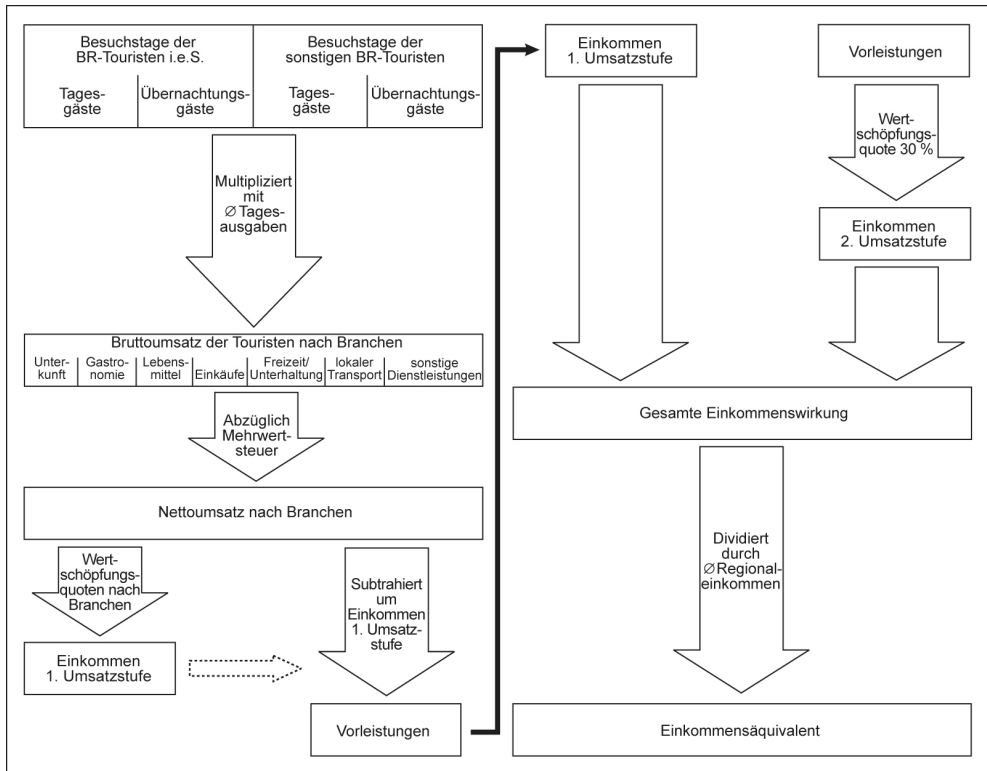 Besuchstage der
BR-Touristen i.e.S.
Besuchstage der
sonstigen BR-Touristen
Tages-
gäste
Übernachtungs-
gäste
Tages-
gäste
Übernachtungs-
gäste
Multipliziert
mit
∅ Tages-
ausgaben
Bruttoumsatz der Touristen nach Branchen
Unter-
kunft
Gastro-
nomie
Lebens-
mittel
Einkäufe
Freizeit/
Unterhaltung
lokaler
Transport
sonstige
Dienstleistungen
Abzüglich
Mehrwert-
steuer
Nettoumsatz nach Branchen
Wert-
schöpfungs-
quoten nach
Branchen
Einkommen
1. Umsatzstufe
Subtrahiert
um
Einkommen
1. Umsatz-
stufe
Vorleistungen
Einkommen
1. Umsatzstufe
Vorleistungen
Wert-
schöpfungs-
quote 30 %
Einkommen
2. Umsatzstufe
Gesamte Einkommenswirkung
Dividiert
durch
∅ Regional-
einkommen
Einkommensäquivalent